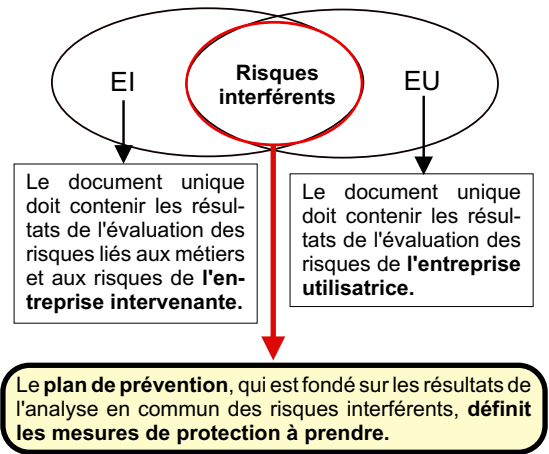 EI
Risques
interférents
EU
Le document unique
doit contenir les résul-
tats de l'évaluation des
risques liés aux métiers
et aux risques de l'en-
treprise intervenante.
Le document unique
doit contenir les résul-
tats de l'évaluation des
risques de l'entreprise
utilisatrice.
Le plan de prévention, qui est fondé sur les résultats de
l'analyse en commun des risques interférents, définit
les mesures de protection à prendre.